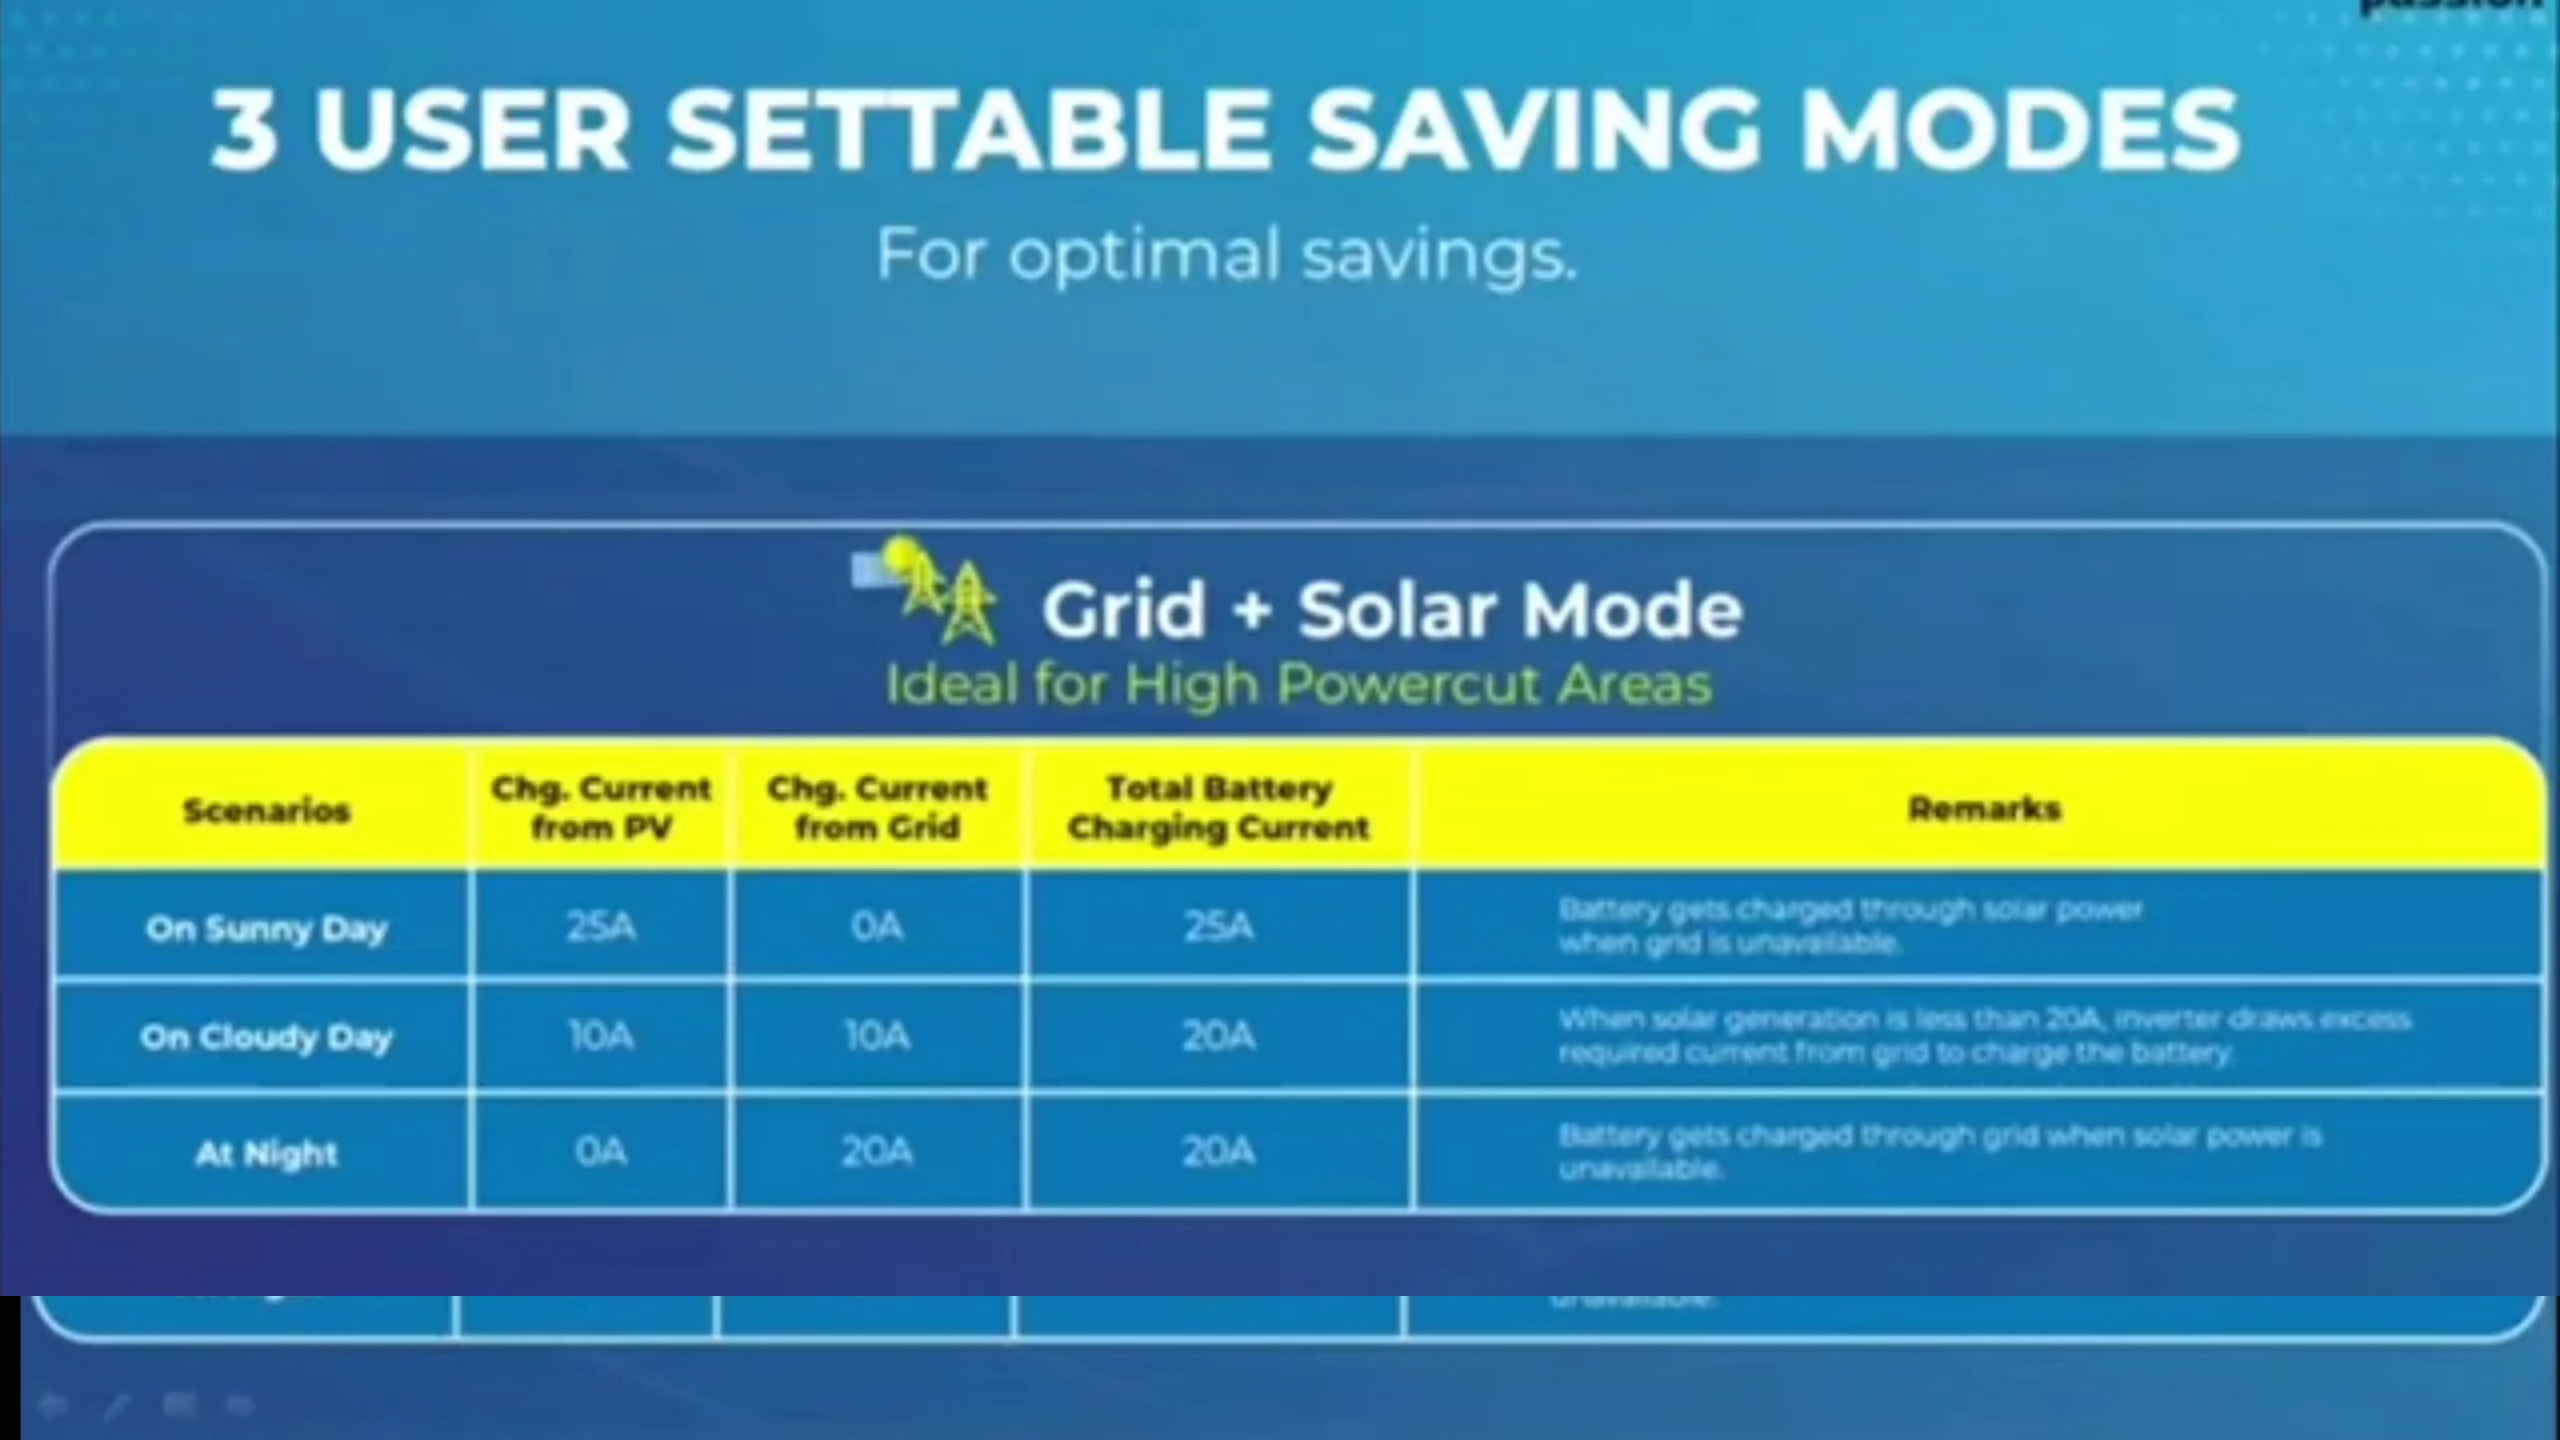 passion
3 USER SETTABLE SAVING MODES
For optimal savings.
Grid + Solar Mode
Ideal for High Powercut Areas
Scenarios
Chg. Current
from PV
Chg. Current
from Grid
Total Battery
Charging Current
Remarks
On Sunny Day
25A
0A
25A
Battery gets charged through solar power
when grid is unavailable.
On Cloudy Day
10A
10A
20A
When solar generation is less than 20A, inverter draws excess
required current from grid to charge the battery.
At Night
0A
20A
20A
Battery gets charged through grid when solar power is
unavailable.
unavailable.